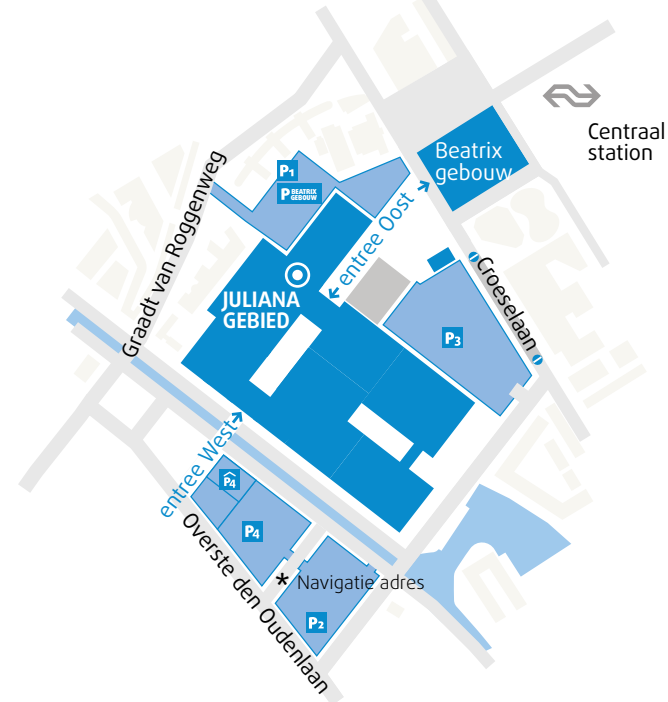 Centraal
station
Beatrix
gebouw
Graadt van Roggenweg
P1
P BEATRIX GEBOUW
entree Oost
Croeselaan
JULIANA
GEBIED
P3
entree West
P4
P4
Overste den Oudenlaan
* Navigatie adres
P2